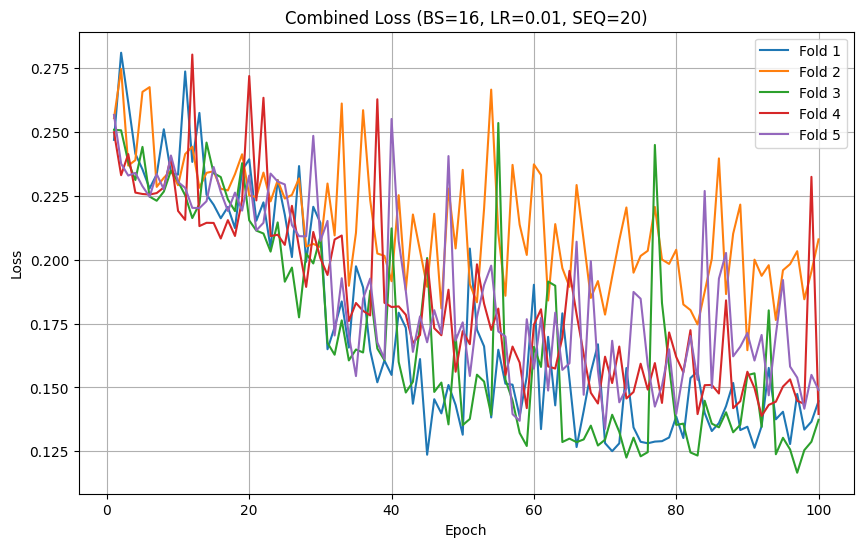 Combined Loss (BS=16, LR=0.01, SEQ=20)
Loss
0.275
0.250
0.225
0.200
0.175
0.150
0.125
Fold 1
Fold 2
Fold 3
Fold 4
Fold 5
0
20
40
60
80
100
Epoch